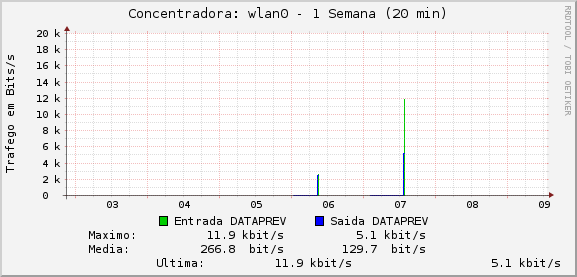 Concentradora: wlan0 - 1 Semana (20 min)
RRDTOOL / TOBI OETIKER
Trafego em Bits/s
20 k
18 k
16 k
14 k
12 k
10 k
8 k
6 k
4 k
2 k
0
03 04 05 06 07 08 09
Entrada DATAPREV Saida DATAPREV
Maximo: 11.9 kbit/s 5.1 kbit/s
Media: 266.8 bit/s 129.7 bit/s
Ultima: 11.9 kbit/s 5.1 kbit/s